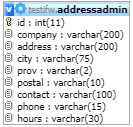 testifw addressadmin
id : int(11)
company : varchar(200)
address : varchar(200)
city : varchar(75)
prov : varchar(2)
postal : varchar(10)
contact : varchar(100)
phone : varchar(15)
hours : varchar(30)